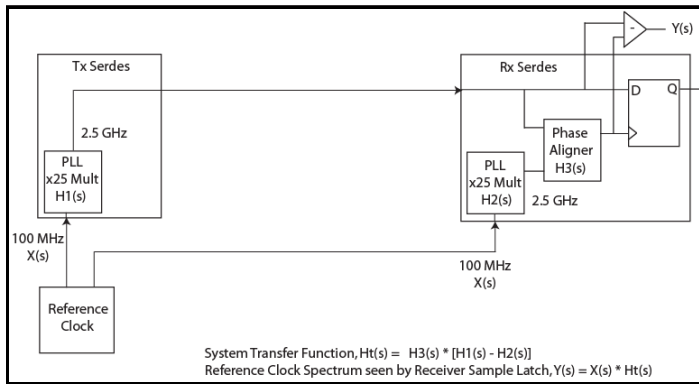 Tx Serdes
2.5 GHz
PLL
x25 Mult
H1(s)
100 MHz
X(s)
Reference
Clock
Rx Serdes
- Y(s)
D Q
Phase
Aligner
H3(s)
PLL
x25 Mult
H2(s)
2.5 GHz
100 MHz
X(s)
System Transfer Function, Ht(s) = H3(s) * [H1(s) - H2(s)]
Reference Clock Spectrum seen by Receiver Sample Latch, Y(s) = X(s) * Ht(s)